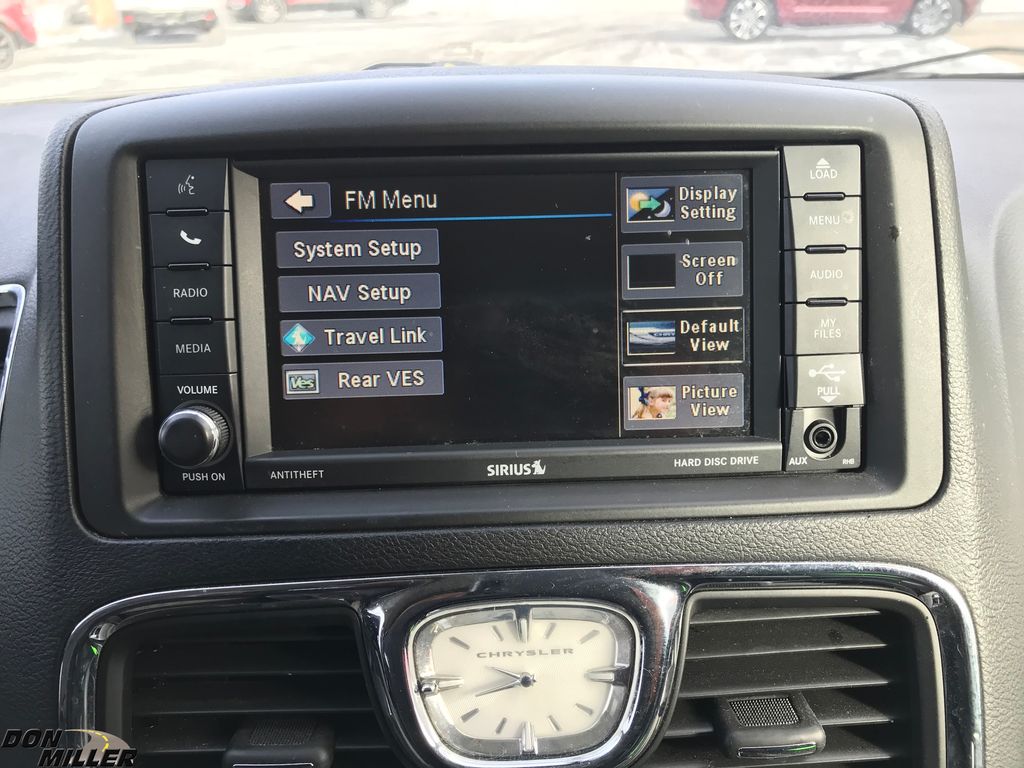 LOAD
MENU
AUDIO
MY
FILES
PULL
AUX
RHB
RADIO
MEDIA
VOLUME
PUSH ON
FM Menu
System Setup
NAV Setup
Travel Link
Ves
Rear VES
Display
Setting
Screen
Off
Default
View
Picture
View
ANTITHEFT
SIRIUS
HARD DISC DRIVE
CHRYSLER
DON
MILLER